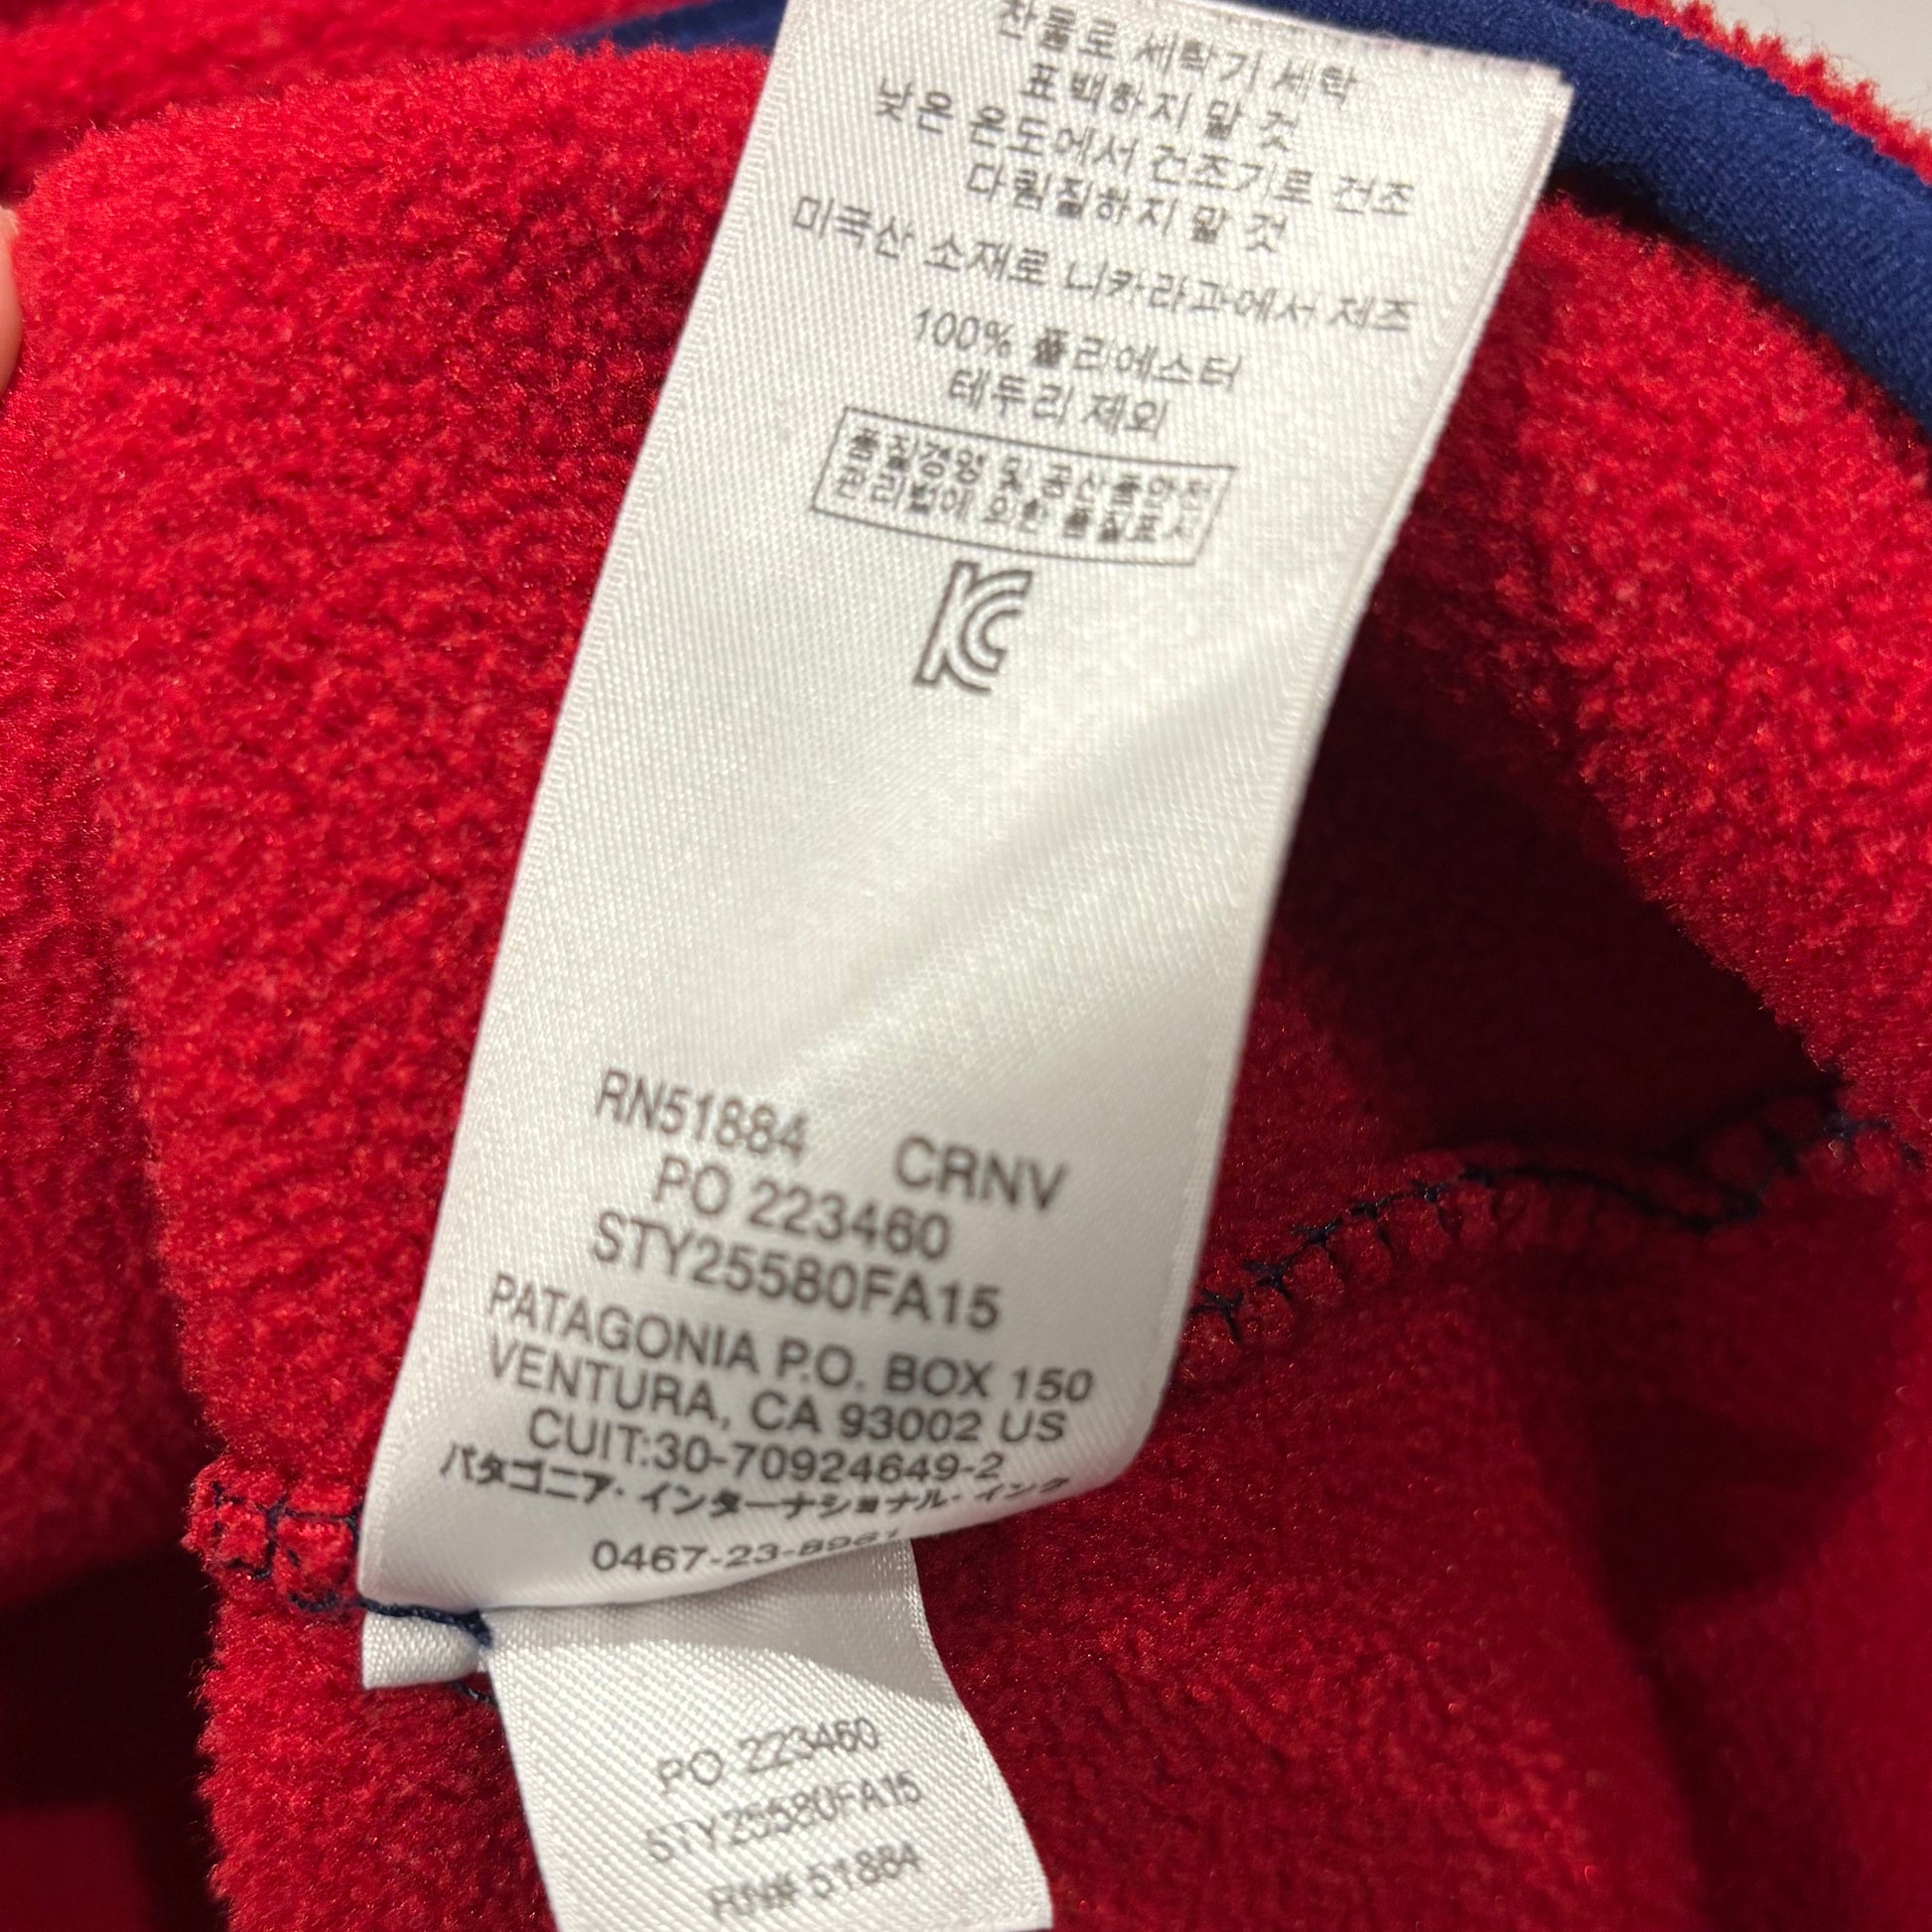 찬물로 세탁기 세탁
표백하지 말 것
낮은 온도에서 건조기로 건조
다림질하지 말 것
미국산 소재로 니카라과에서 제조
100% 폴리에스터
테두리 제외
품질경영 및 공산품안전
관리법에 의한 품질표시
KC
RN51884 CRNV
PO 223460
STY25580FA15
PATAGONIA P.O. BOX 150
VENTURA, CA 93002 US
CUIT:30-70924649-2
パタゴニア・インターナショナル・インク
0467-23-8961
PO 223460
STY25580FA15
RN# 51884